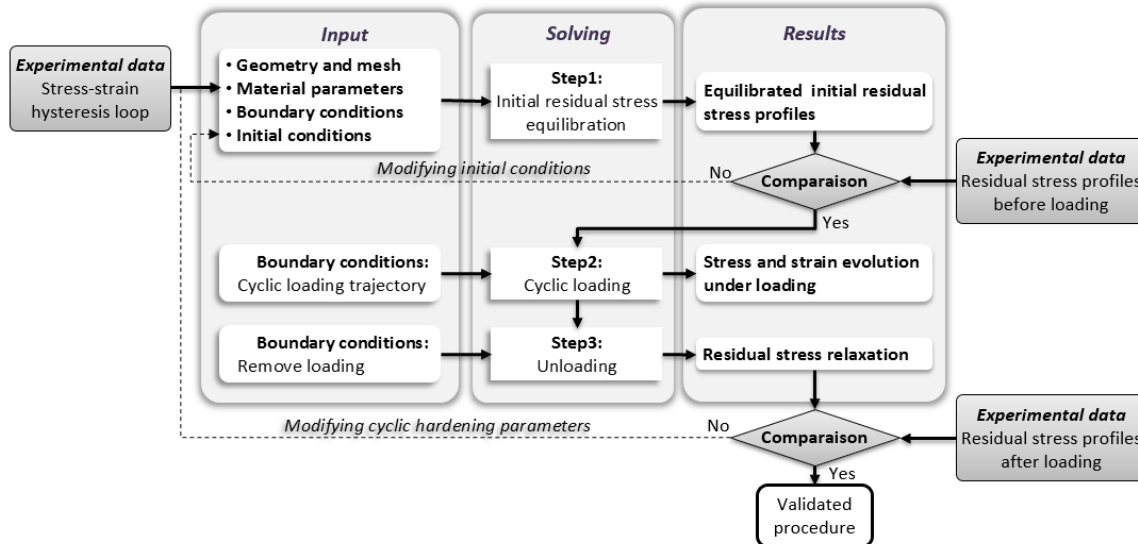 Input
Solving
Results
Experimental data
Stress-strain
hysteresis loop
• Geometry and mesh
• Material parameters
• Boundary conditions
• Initial conditions
Step1:
Initial residual stress
equilibration
Equilibrated initial residual
stress profiles
Modifying initial conditions
No
Comparaison
Yes
Experimental data
Residual stress profiles
before loading
Boundary conditions:
Cyclic loading trajectory
Step2:
Cyclic loading
Stress and strain evolution
under loading
Boundary conditions:
Remove loading
Step3:
Unloading
Residual stress relaxation
Modifying cyclic hardening parameters
No
Comparaison
Yes
Experimental data
Residual stress profiles
after loading
Validated
procedure